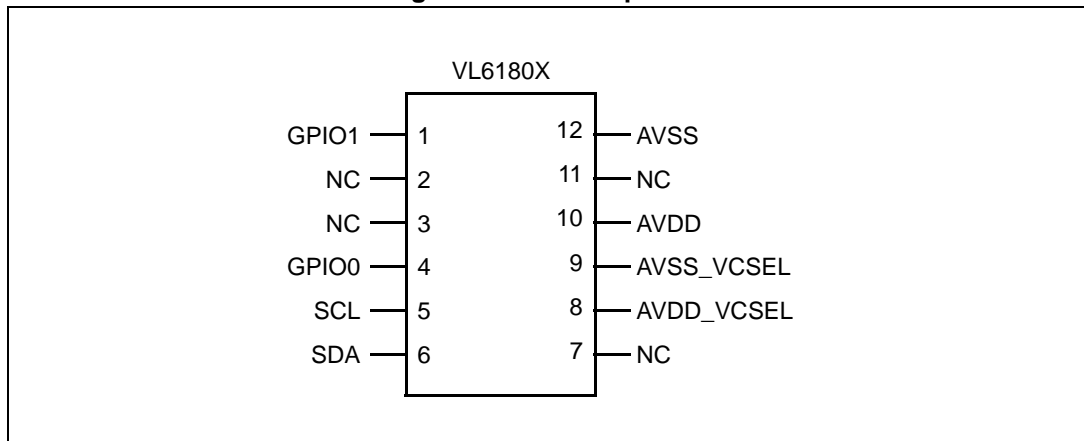 VL6180X
GPIO1 1 12 AVSS
NC 2 11 NC
NC 3 10 AVDD
GPIO0 4 9 AVSS_VCSEL
SCL 5 8 AVDD_VCSEL
SDA 6 7 NC